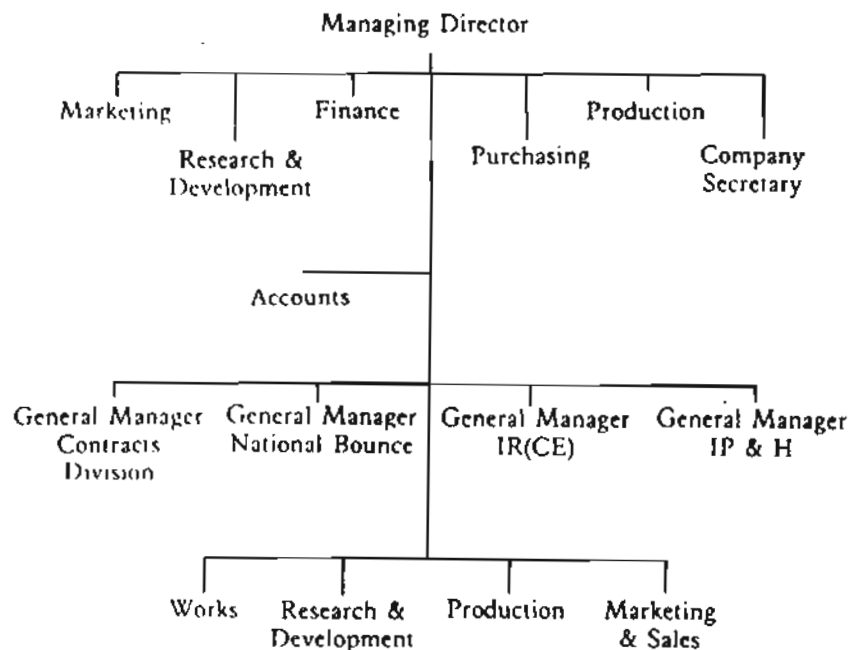 Managing Director
Marketing
Finance
Production
Research &
Development
Purchasing
Company
Secretary
Accounts
General Manager
Contracts
Division
General Manager
National Bounce
General Manager
IR(CE)
General Manager
IP & H
Works
Research &
Development
Production
Marketing
& Sales